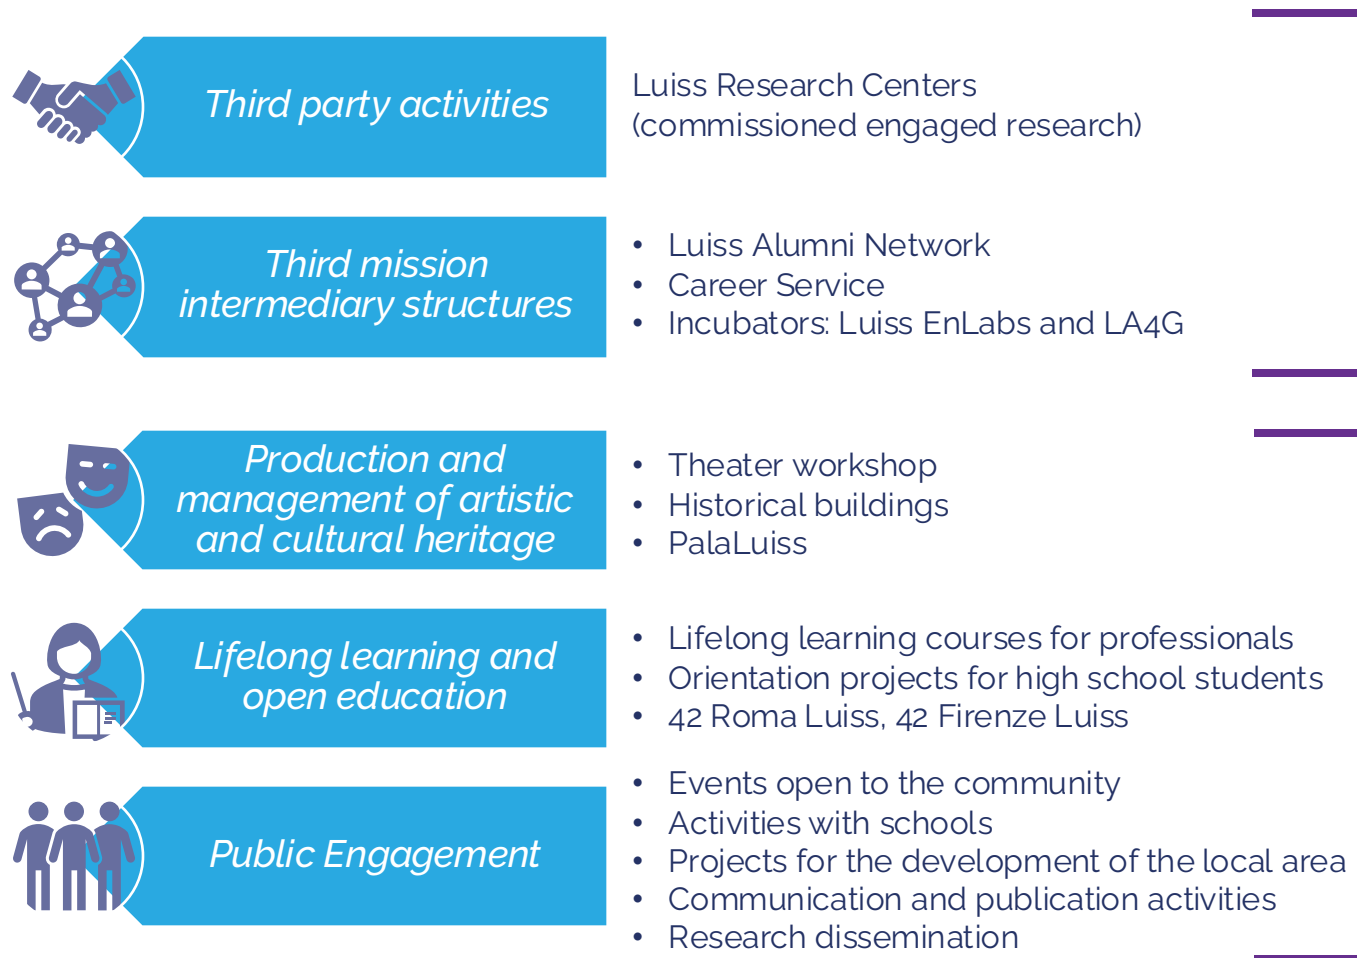 Third party activities
Luiss Research Centers
(commissioned engaged research)
Third mission
intermediary structures
• Luiss Alumni Network
• Career Service
• Incubators: Luiss EnLabs and LA4G
Production and
management of artistic
and cultural heritage
• Theater workshop
• Historical buildings
• PalaLuiss
Lifelong learning and
open education
• Lifelong learning courses for professionals
• Orientation projects for high school students
• 42 Roma Luiss, 42 Firenze Luiss
Public Engagement
• Events open to the community
• Activities with schools
• Projects for the development of the local area
• Communication and publication activities
• Research dissemination